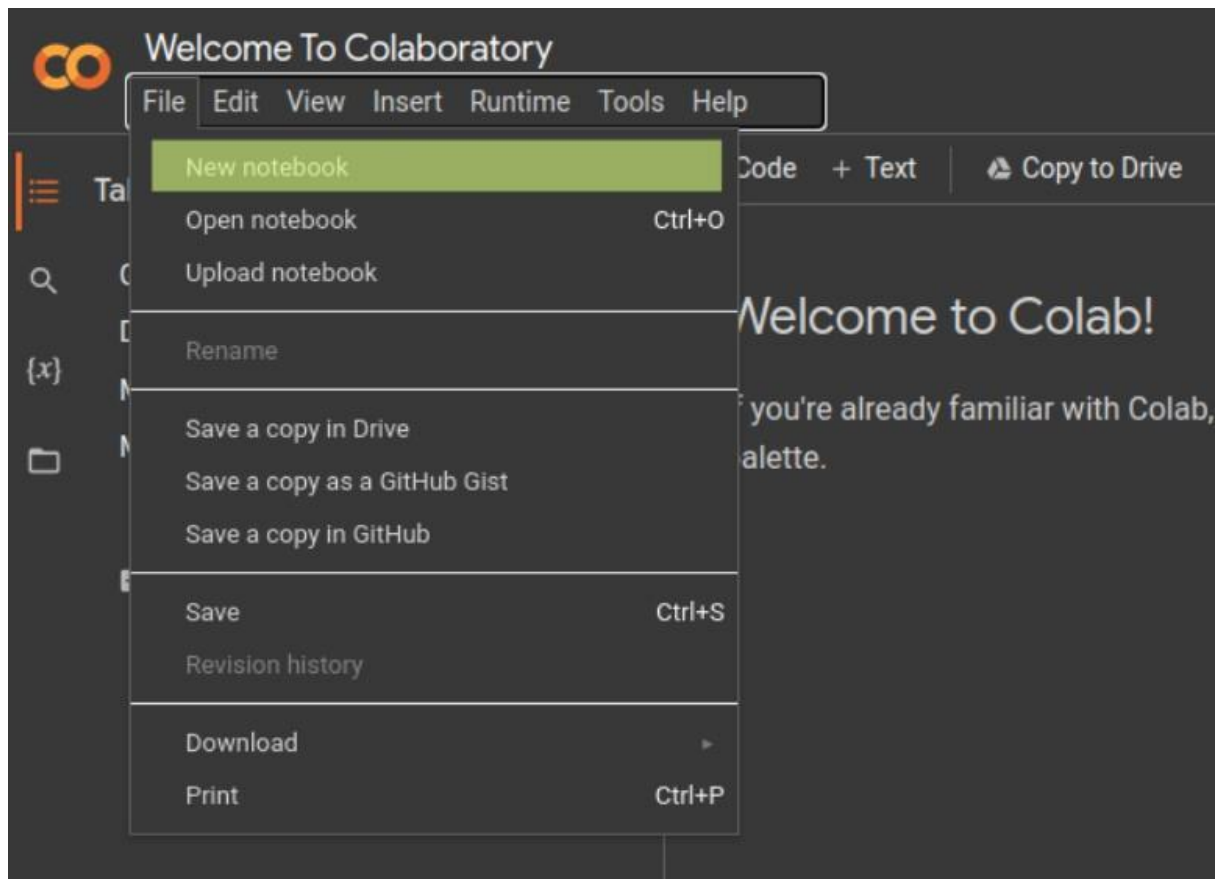 Welcome To Colaboratory
File Edit View Insert Runtime Tools Help
New notebook
Code + Text Copy to Drive
Open notebook Ctrl+O
Upload notebook
Welcome to Colab!
Rename
{x}
you're already familiar with Colab,
Save a copy in Drive
Save a copy as a GitHub Gist
Save a copy in GitHub
Save Ctrl+S
Revision history
Download
Print Ctrl+P